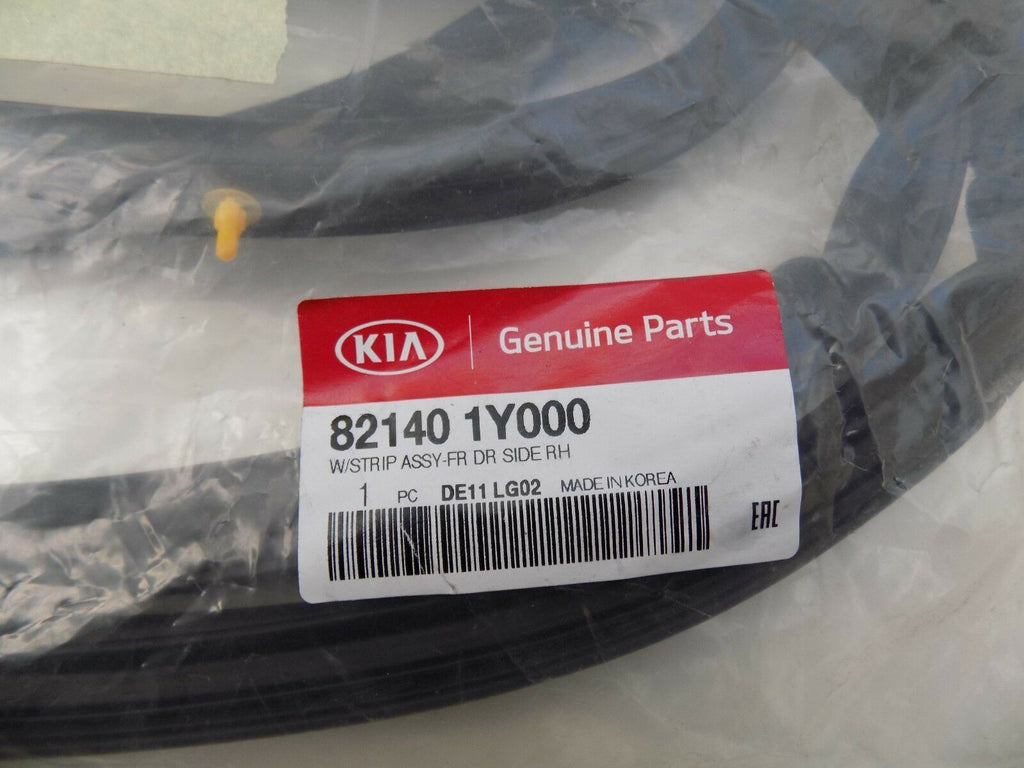 KIA Genuine Parts
82140 1Y000
W/STRIP ASSY-FR DR SIDE RH
1 PC DE11 LG02 MADE IN KOREA
EAC